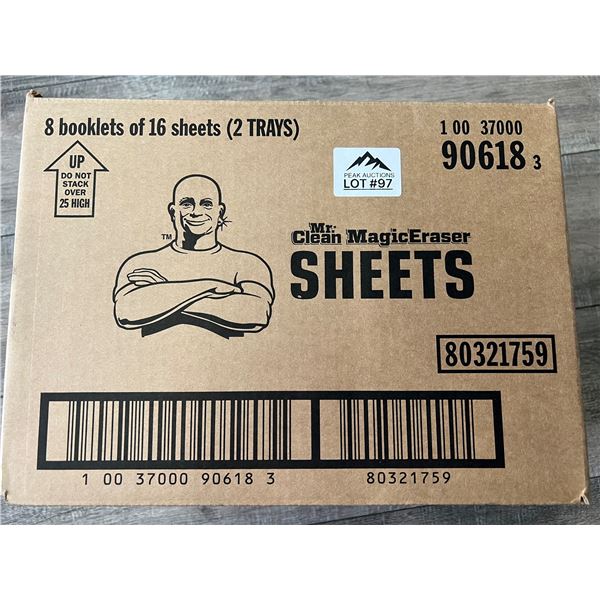 8 booklets of 16 sheets (2 TRAYS)
UP
DO NOT
STACK
OVER
25 HIGH
PEAK AUCTIONS
LOT #97
1 00 37000
90618 3
TM
Mr.
Clean MagicEraser
SHEETS
80321759
1 00 37000 90618 3
80321759